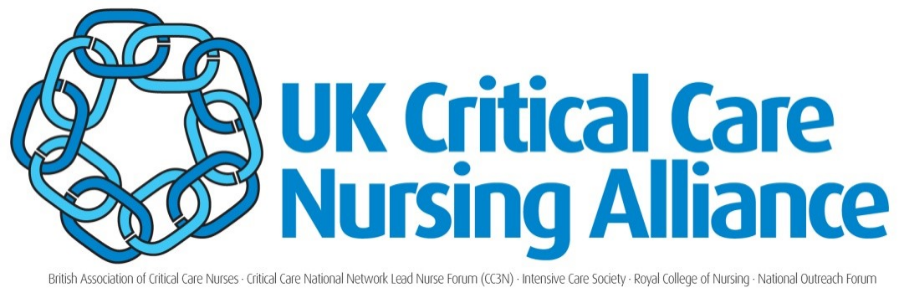 UK Critical Care
Nursing Alliance
British Association of Critical Care Nurses · Critical Care National Network Lead Nurse Forum (CC3N) · Intensive Care Society · Royal College of Nursing · National Outreach Forum